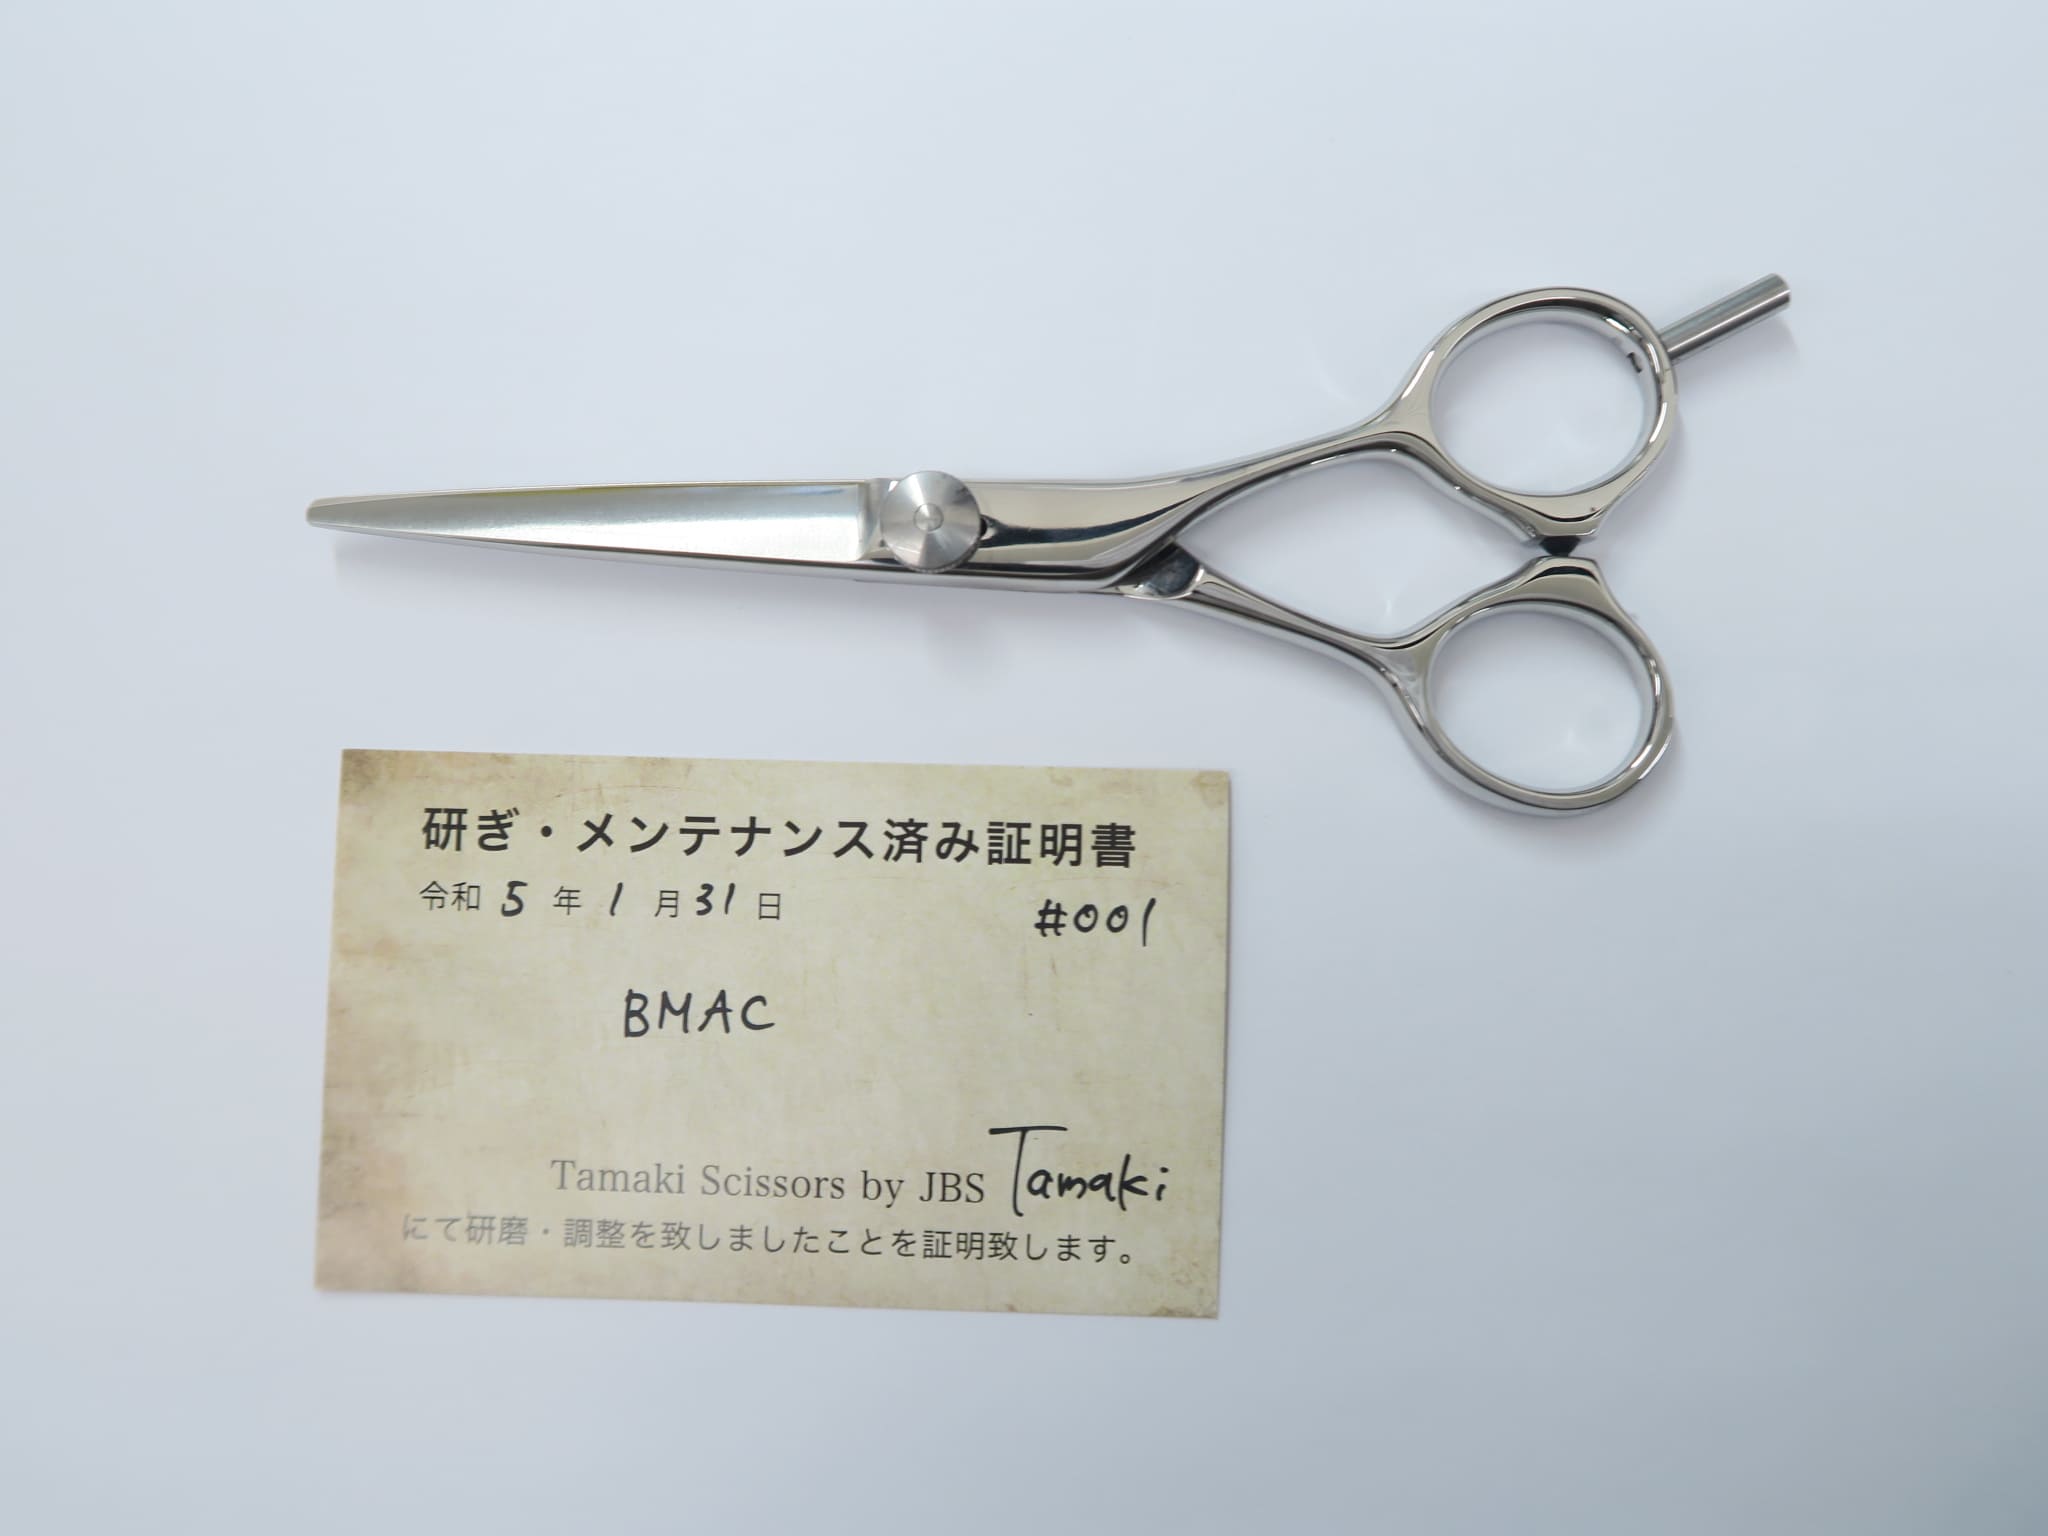 研ぎ・メンテナンス済み証明書
令和 5 年 1 月 31 日 #001
BMAC
Tamaki Scissors by JBS Tamaki
にて研磨・調整を致しましたことを証明致します。